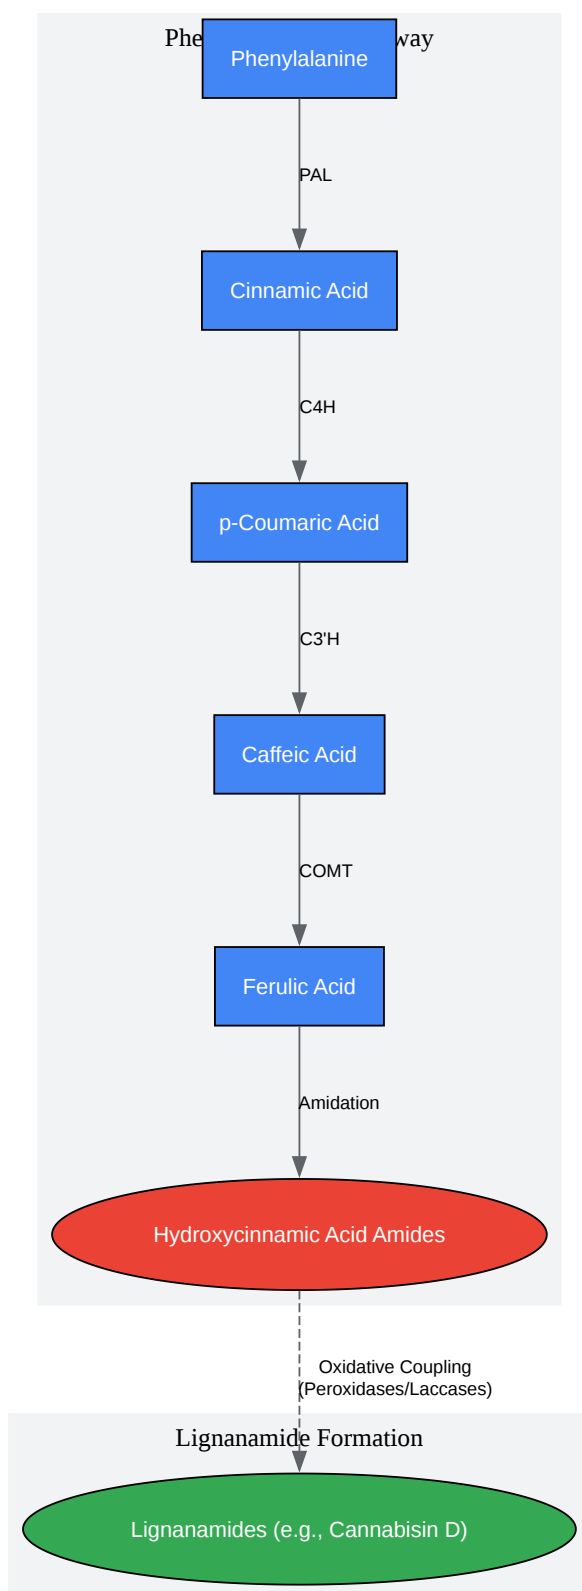 Phe way
Phenylalanine
PAL
Cinnamic Acid
C4H
p-Coumaric Acid
C3'H
Caffeic Acid
COMT
Ferulic Acid
Amidation
Hydroxycinnamic Acid Amides
Oxidative Coupling
(Peroxidases/Laccases)
Lignanamide Formation
Lignanamides (e.g., Cannabisin D)